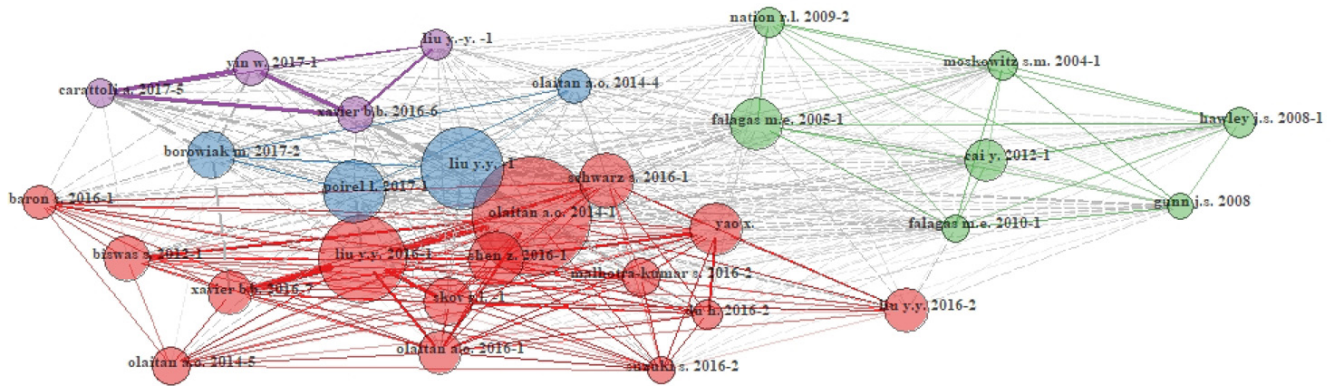 nation r.l. 2009-2
liu y.-y. -1
moskowitz s.m. 2004-1
yin w. 2017-1
olaitan a.o. 2014-4
carattoli a. 2017-5
xavier b.b. 2016-6
falagas m.e. 2005-1
hawley j.s. 2008-1
borowiak m. 2017-2
liu y.y. -1
cai y. 2012-1
schwarz s. 2016-1
poirel l. 2017-1
baron s. 2016-1
gunn j.s. 2008
olaitan a.o. 2014-1
falagas m.e. 2010-1
yao x.
biswas s. 2012-1
liu y.y. 2016-1
shen z. 2016-1
malhotra-kumar s. 2016-2
xavier b.b. 2016-7
skov r.l. -1
liu y.y. 2016-2
du h. 2016-2
olaitan a.o. 2016-1
olaitan a.o. 2014-5
suzuki s. 2016-2